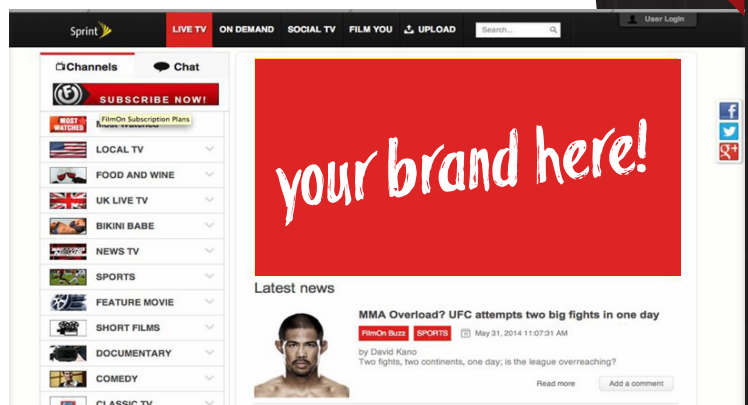 User Login
Sprint
LIVE TV
ON DEMAND
SOCIAL TV
FILM YOU
UPLOAD
Search...
Channels
Chat
SUBSCRIBE NOW!
FilmOn Subscription Plans
MOST WATCHED
Most Watched
LOCAL TV
FOOD AND WINE
UK LIVE TV
BIKINI BABE
NEWS TV
SPORTS
FEATURE MOVIE
SHORT FILMS
DOCUMENTARY
COMEDY
CLASSIC TV
your brand here!
f
g+
Latest news
MMA Overload? UFC attempts two big fights in one day
FilmOn Buzz
SPORTS
May 31, 2014 11:07:31 AM
by David Kano
Two fights, two continents, one day; is the league overreaching?
Read more
Add a comment